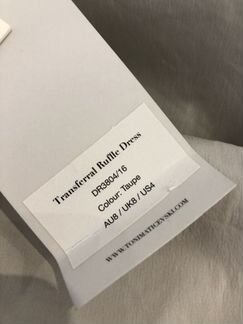 Transferral Ruffle Dress
DR3804/16
Colour: Taupe
AU8 / UK8 / US4
WWW.TONIMATICEVSKI.COM